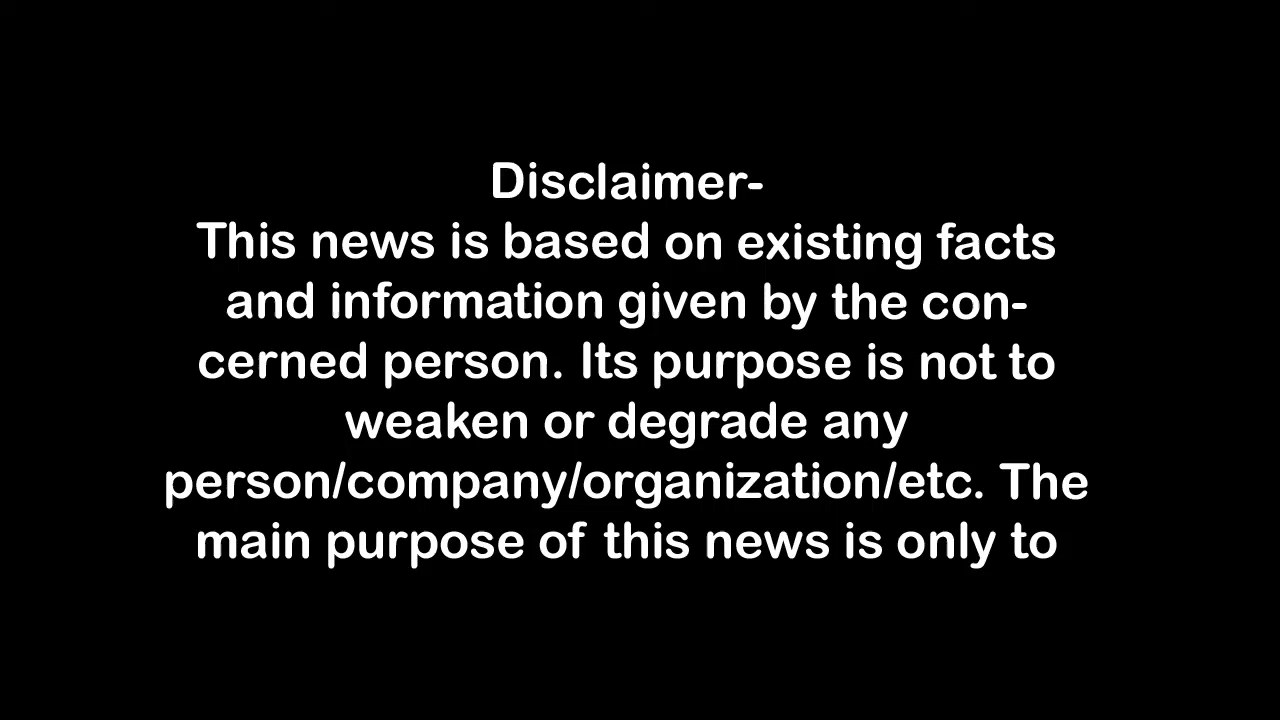 Disclaimer-
This news is based on existing facts
and information given by the con-
cerned person. Its purpose is not to
weaken or degrade any
person/company/organization/etc. The
main purpose of this news is only to